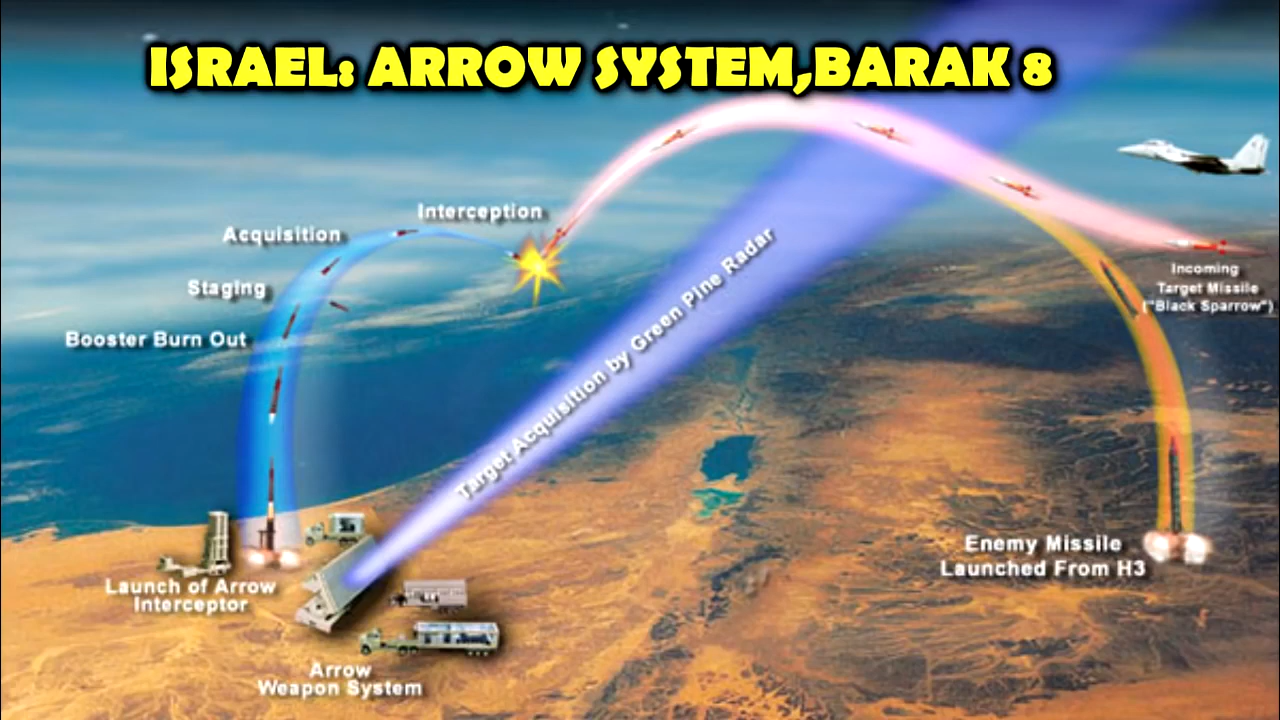 ISRAEL: ARROW SYSTEM,BARAK 8
Interception
Acquisition
Staging
Booster Burn Out
Target Acquisition by Green Pine Radar
Incoming
Target Missile
("Black Sparrow")
Enemy Missile
Launched From H3
Launch of Arrow
Interceptor
Arrow
Weapon System